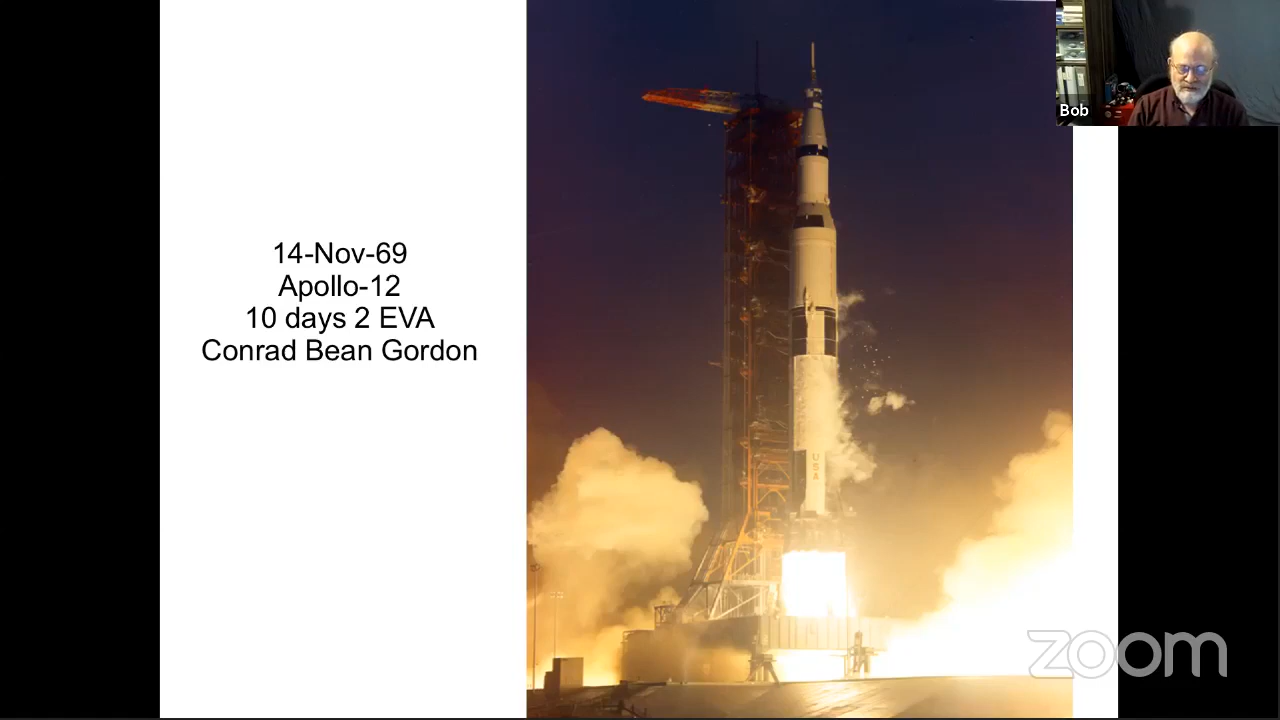 14-Nov-69
Apollo-12
10 days 2 EVA
Conrad Bean Gordon
USA
Bob
zoom